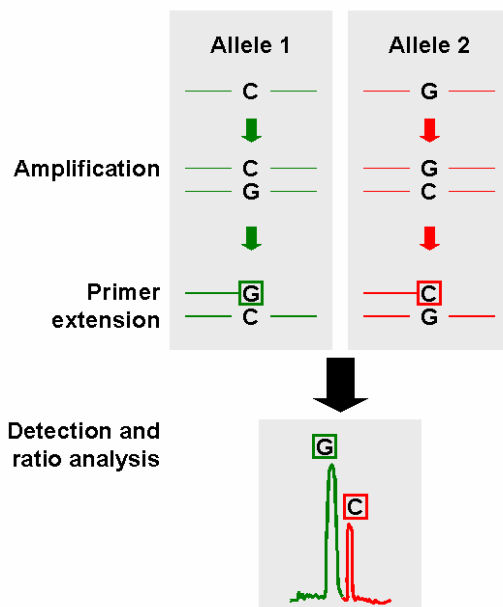 Allele 1
Allele 2
C
G
Amplification
C
G
G
C
Primer
extension
G
C
C
G
Detection and
ratio analysis
G
C